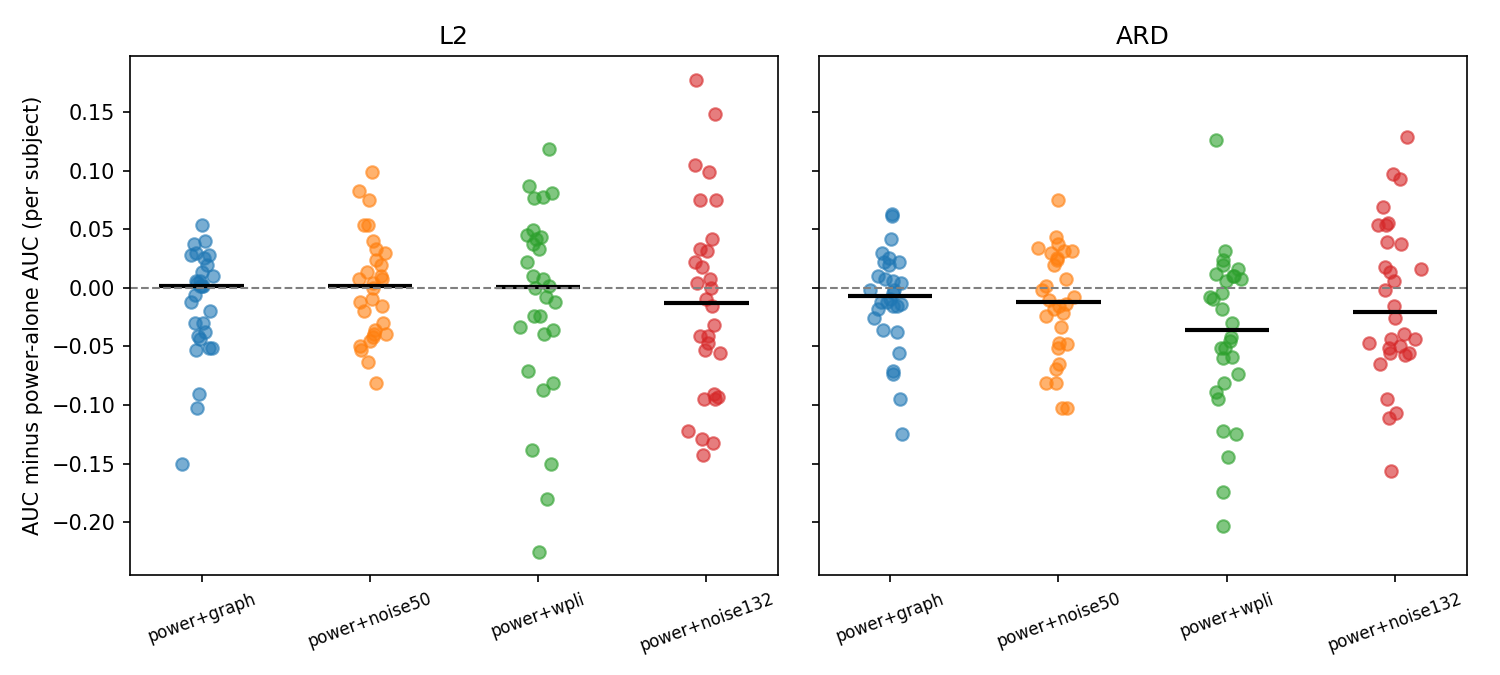 L2
ARD
AUC minus power-alone AUC (per subject)
0.15
0.10
0.05
0.00
−0.05
−0.10
−0.15
−0.20
power+graph
power+noise50
power+wpli
power+noise132
power+graph
power+noise50
power+wpli
power+noise132